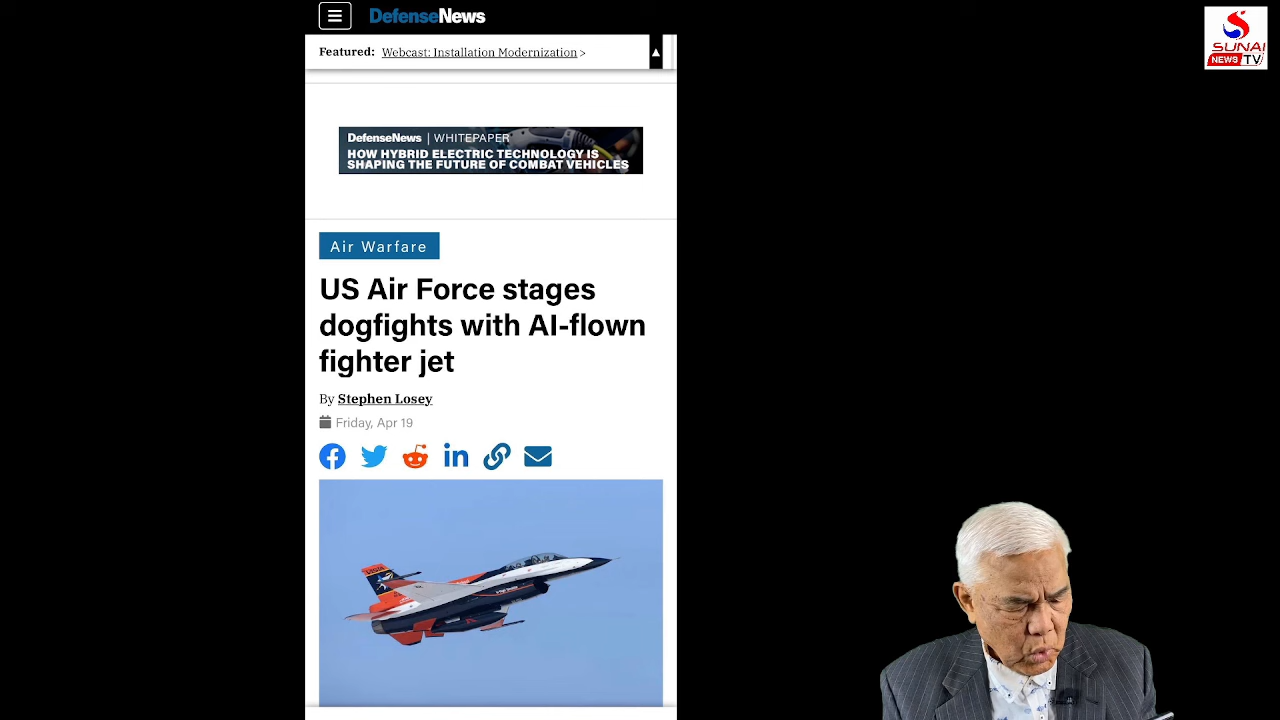 DefenseNews
Featured: Webcast: Installation Modernization >
DefenseNews | WHITEPAPER
HOW HYBRID ELECTRIC TECHNOLOGY IS
SHAPING THE FUTURE OF COMBAT VEHICLES
Air Warfare
US Air Force stages
dogfights with AI-flown
fighter jet
By Stephen Losey
Friday, Apr 19
SUNAI
NEWS TV